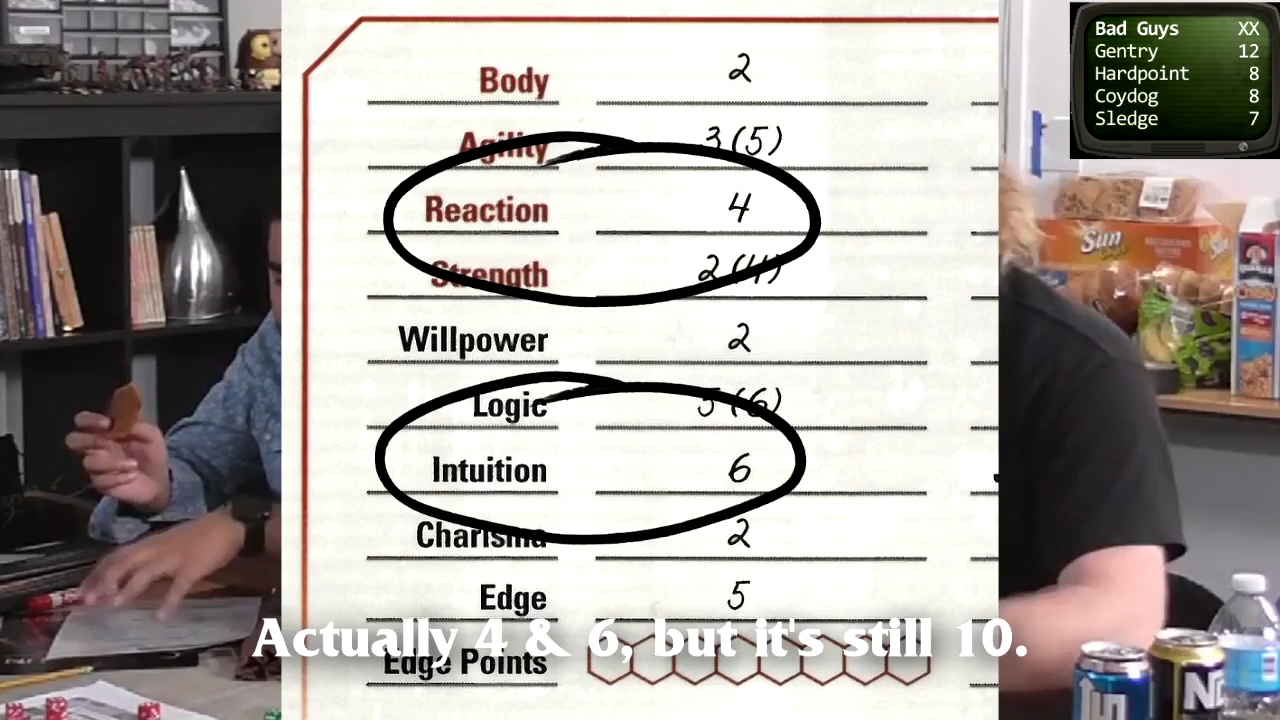 Bad Guys XX
Gentry 12
Hardpoint 8
Coydog 8
Sledge 7
Body 2
Agility 3 (5)
Reaction 4
Strength 2 (4)
Willpower 2
Logic 5 (6)
Intuition 6
Charisma 2
Edge 5
Actually 4 & 6, but it's still 10.
Edge Points
Sun
QUAKER
Chewy